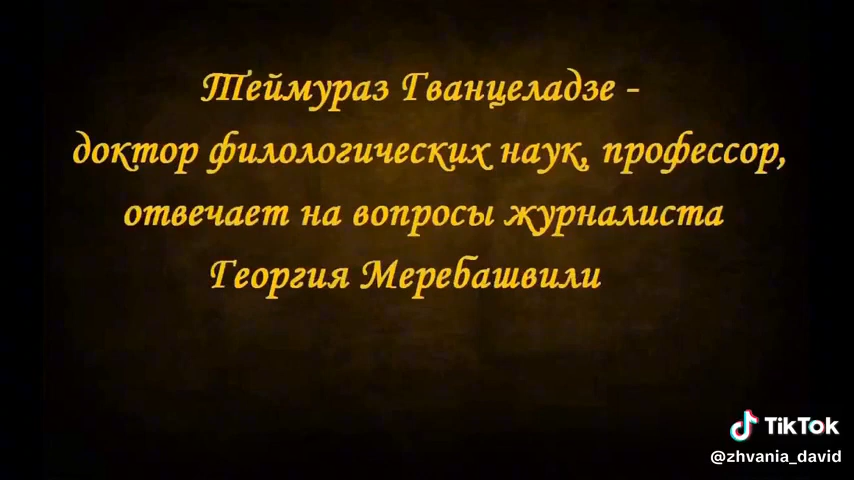 Теймураз Гванцеладзе -
доктор филологических наук, профессор,
отвечает на вопросы журналиста
Георгия Меребашвили
TikTok
@zhvania_david